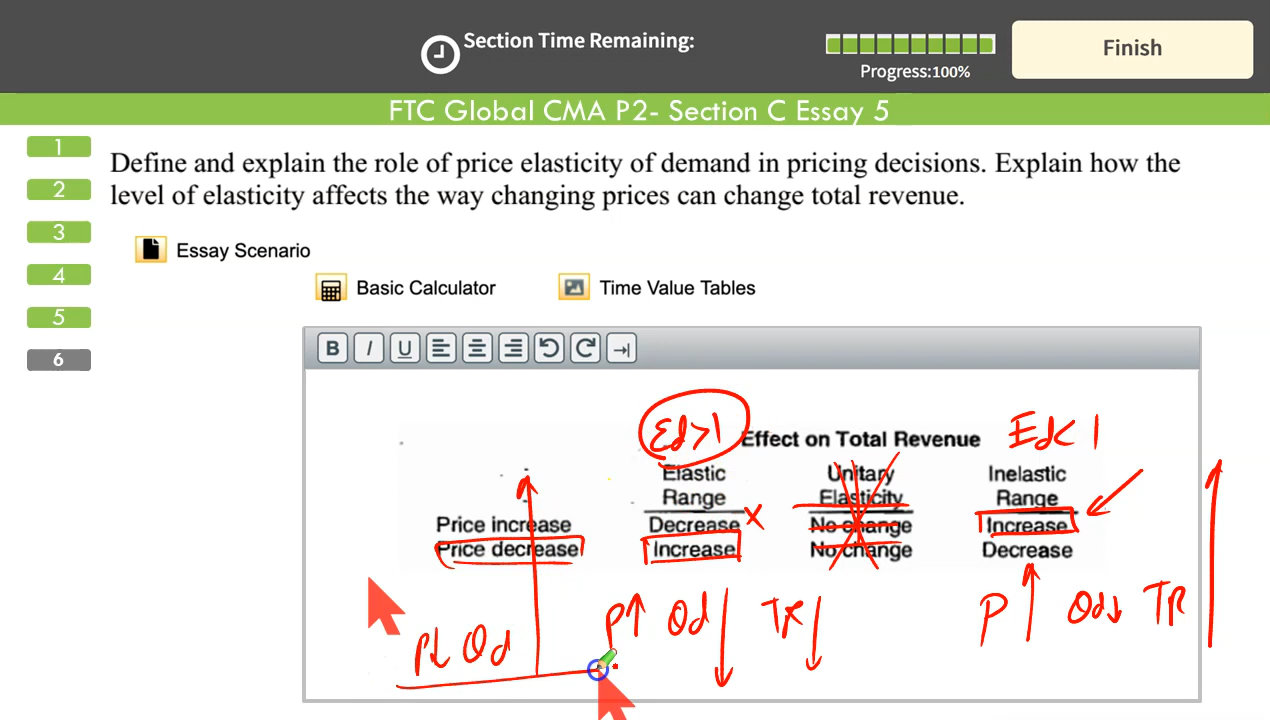 Section Time Remaining:
Progress:100%
Finish
FTC Global CMA P2- Section C Essay 5
1
2
3
4
5
6
Define and explain the role of price elasticity of demand in pricing decisions. Explain how the
level of elasticity affects the way changing prices can change total revenue.
Essay Scenario
Basic Calculator
Time Value Tables
B I U
Ed>1
Effect on Total Revenue
Ed<1
Elastic Unitary Inelastic
Range Elasticity Range
Price increase Decrease x No change Increase
Price decrease Increase No change Decrease
P↑ Qd ↓ TR ↓
P ↑ Qd↓ TR ↑
P↓ Qd ↑